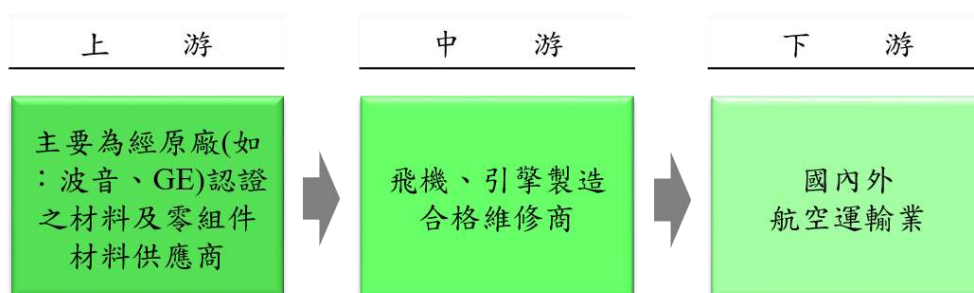 上 游
中 游
下 游
主要為經原廠(如
：波音、GE)認證
之材料及零組件
材料供應商
飛機、引擎製造
合格維修商
國內外
航空運輸業